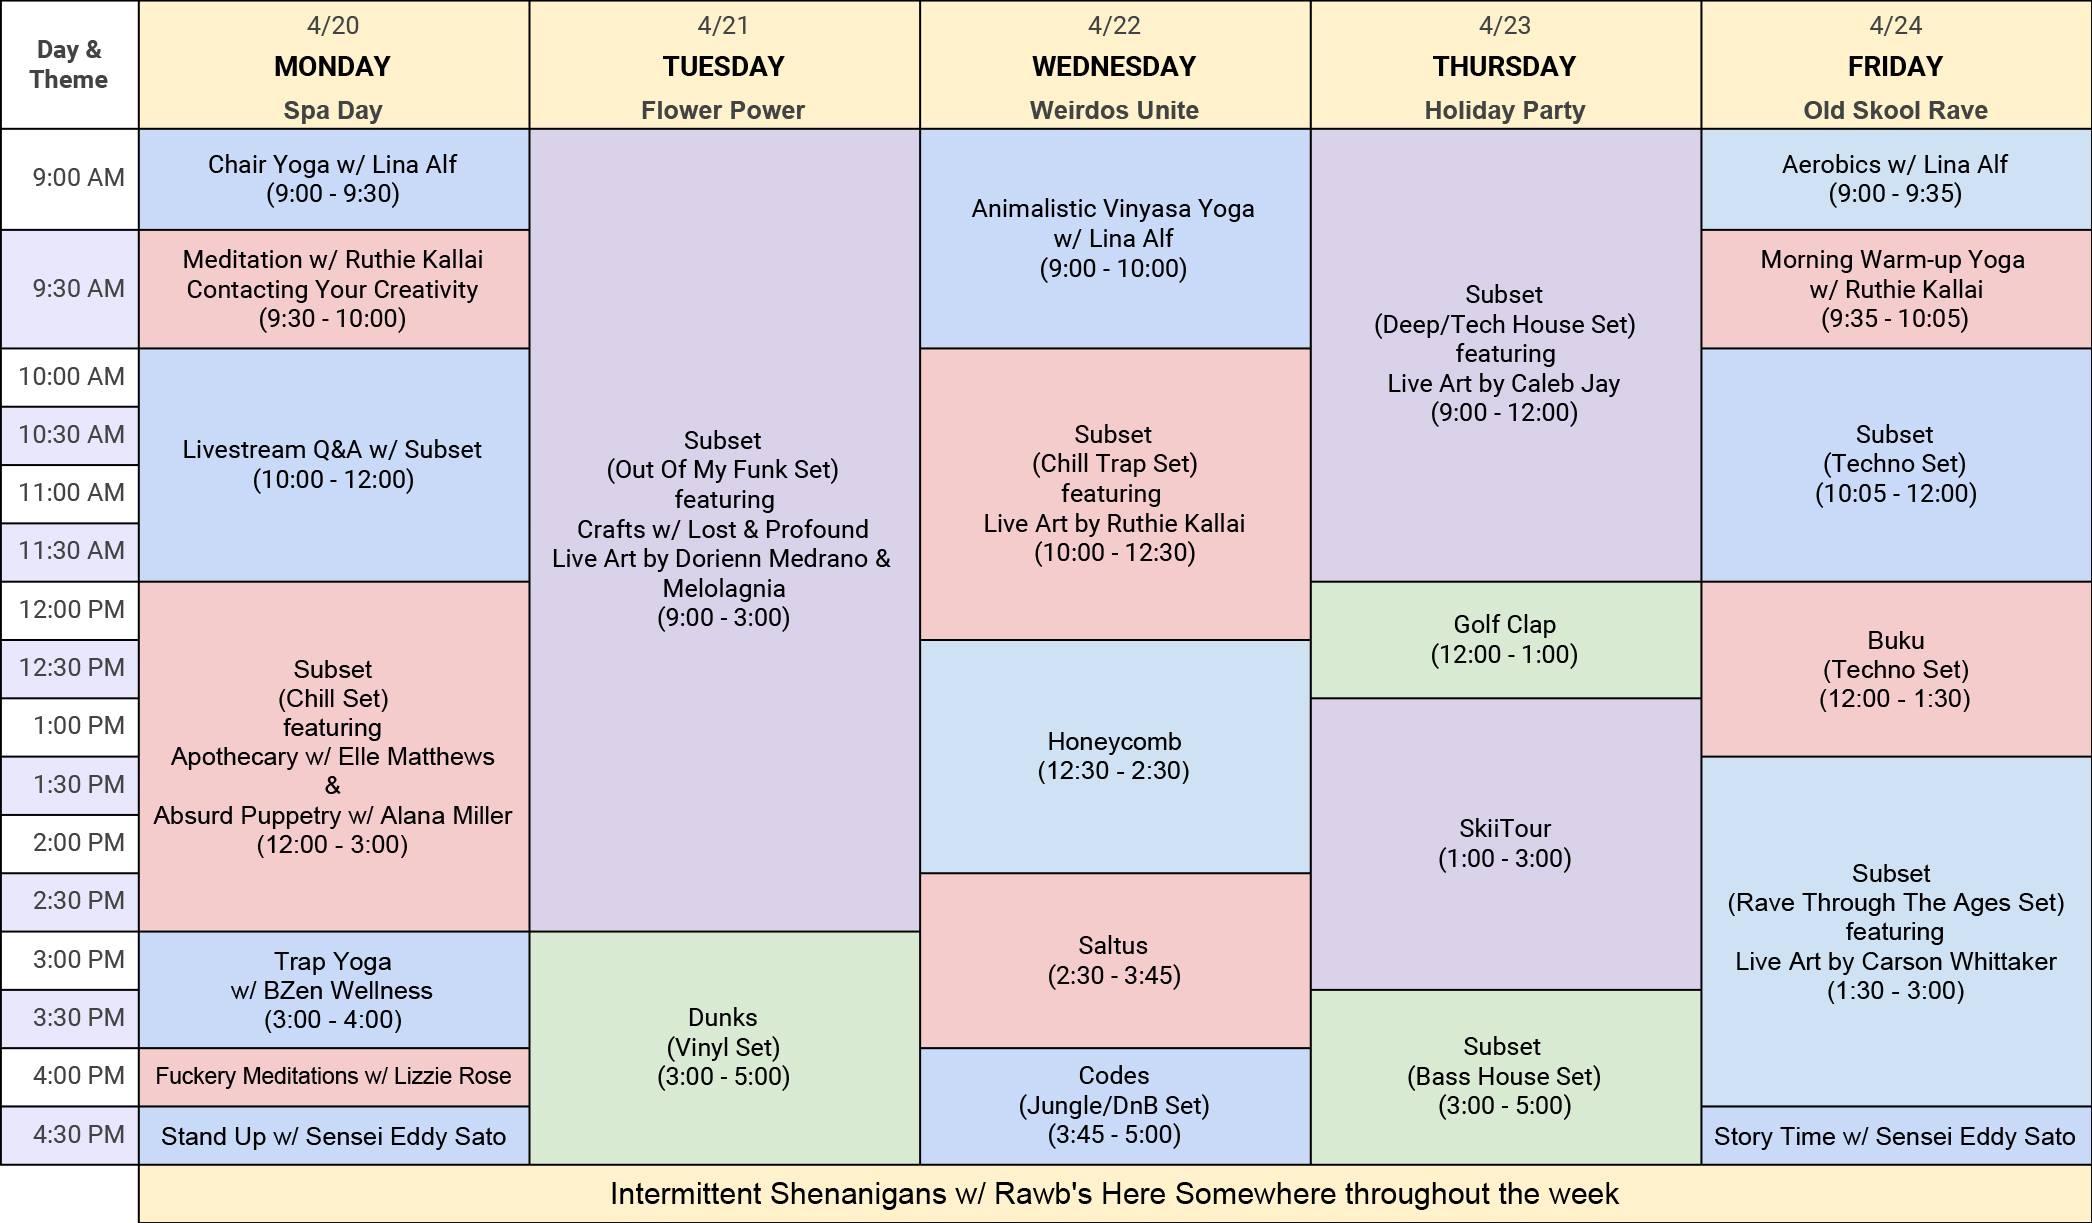 Day &
Theme
4/20
MONDAY
Spa Day
4/21
TUESDAY
Flower Power
4/22
WEDNESDAY
Weirdos Unite
4/23
THURSDAY
Holiday Party
4/24
FRIDAY
Old Skool Rave
9:00 AM
9:30 AM
10:00 AM
10:30 AM
11:00 AM
11:30 AM
12:00 PM
12:30 PM
1:00 PM
1:30 PM
2:00 PM
2:30 PM
3:00 PM
3:30 PM
4:00 PM
4:30 PM
Chair Yoga w/ Lina Alf
(9:00 - 9:30)
Meditation w/ Ruthie Kallai
Contacting Your Creativity
(9:30 - 10:00)
Livestream Q&A w/ Subset
(10:00 - 12:00)
Subset
(Chill Set)
featuring
Apothecary w/ Elle Matthews
&
Absurd Puppetry w/ Alana Miller
(12:00 - 3:00)
Trap Yoga
w/ BZen Wellness
(3:00 - 4:00)
Fuckery Meditations w/ Lizzie Rose
Stand Up w/ Sensei Eddy Sato
Subset
(Out Of My Funk Set)
featuring
Crafts w/ Lost & Profound
Live Art by Dorienn Medrano &
Melolagnia
(9:00 - 3:00)
Dunks
(Vinyl Set)
(3:00 - 5:00)
Animalistic Vinyasa Yoga
w/ Lina Alf
(9:00 - 10:00)
Subset
(Chill Trap Set)
featuring
Live Art by Ruthie Kallai
(10:00 - 12:30)
Honeycomb
(12:30 - 2:30)
Saltus
(2:30 - 3:45)
Codes
(Jungle/DnB Set)
(3:45 - 5:00)
Subset
(Deep/Tech House Set)
featuring
Live Art by Caleb Jay
(9:00 - 12:00)
Golf Clap
(12:00 - 1:00)
SkiiTour
(1:00 - 3:00)
Subset
(Bass House Set)
(3:00 - 5:00)
Aerobics w/ Lina Alf
(9:00 - 9:35)
Morning Warm-up Yoga
w/ Ruthie Kallai
(9:35 - 10:05)
Subset
(Techno Set)
(10:05 - 12:00)
Buku
(Techno Set)
(12:00 - 1:30)
Subset
(Rave Through The Ages Set)
featuring
Live Art by Carson Whittaker
(1:30 - 3:00)
Story Time w/ Sensei Eddy Sato
Intermittent Shenanigans w/ Rawb's Here Somewhere throughout the week